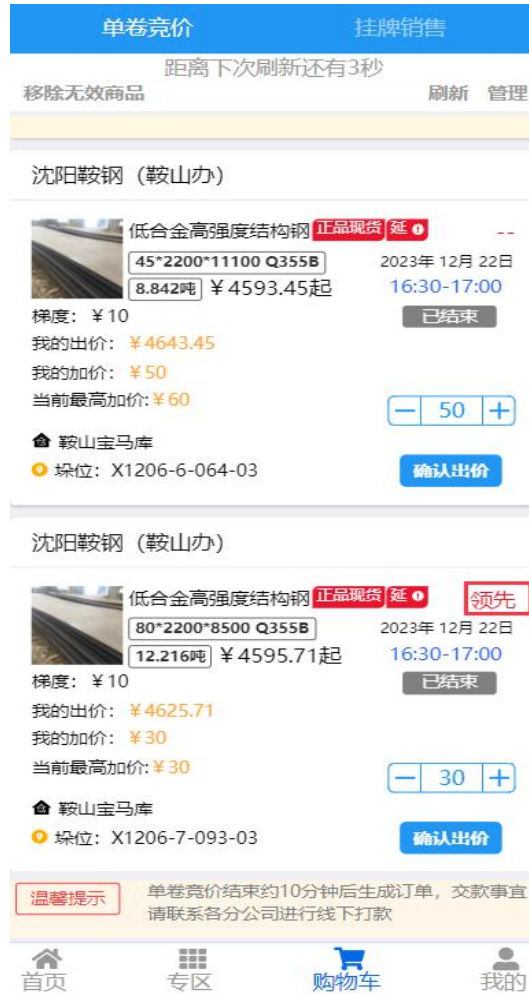 单卷竞价 挂牌销售
距离下次刷新还有3秒
移除无效商品 刷新 管理
沈阳鞍钢（鞍山办）
低合金高强度结构钢 正品现货 延 --
45*2200*11100 Q355B 2023年 12月 22日
8.842吨 ￥4593.45起 16:30-17:00
梯度：￥10 已结束
我的出价：￥4643.45
我的加价：￥50
当前最高加价:￥60 － 50 ＋
鞍山宝马库
垛位：X1206-6-064-03 确认出价
沈阳鞍钢（鞍山办）
低合金高强度结构钢 正品现货 延 领先
80*2200*8500 Q355B 2023年 12月 22日
12.216吨 ￥4595.71起 16:30-17:00
梯度：￥10 已结束
我的出价：￥4625.71
我的加价：￥30
当前最高加价:￥30 － 30 ＋
鞍山宝马库
垛位：X1206-7-093-03 确认出价
温馨提示 单卷竞价结束约10分钟后生成订单，交款事宜
请联系各分公司进行线下打款
首页 专区 购物车 我的